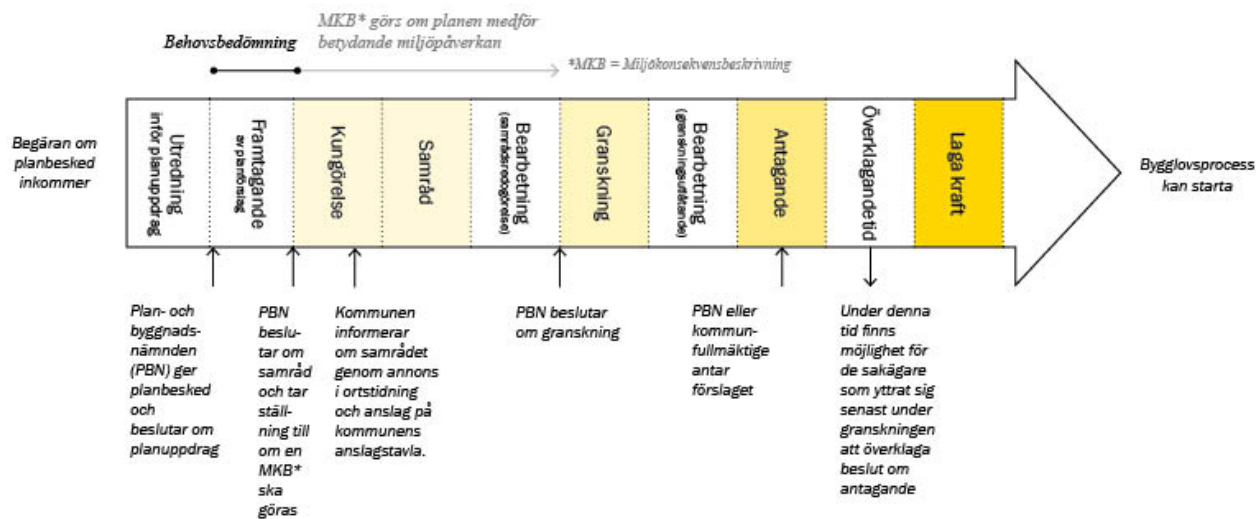 MKB* görs om planen medför
betydande miljöpåverkan
Behovsbedömning
*MKB = Miljökonsekvensbeskrivning
Begäran om
planbesked
inkommer
Utredning
inför planuppdrag
Framtagande
av planförslag
Kungörelse
Samråd
Bearbetning
(samrådsredogörelse)
Granskning
Bearbetning
(granskningsutlåtande)
Antagande
Överklagandetid
Laga kraft
Bygglovsprocess
kan starta
Plan- och
byggnads-
nämnden
(PBN) ger
planbesked
och
beslutar om
planuppdrag
PBN
beslu-
tar om
samråd
och tar
ställ-
ning till
om en
MKB*
ska
göras
Kommunen
informerar
om samrådet
genom annons
i ortstidning
och anslag på
kommunens
anslagstavla.
PBN beslutar
om granskning
PBN eller
kommun-
fullmäktige
antar
förslaget
Under denna
tid finns
möjlighet för
de sakägare
som yttrat sig
senast under
granskningen
att överklaga
beslut om
antagande